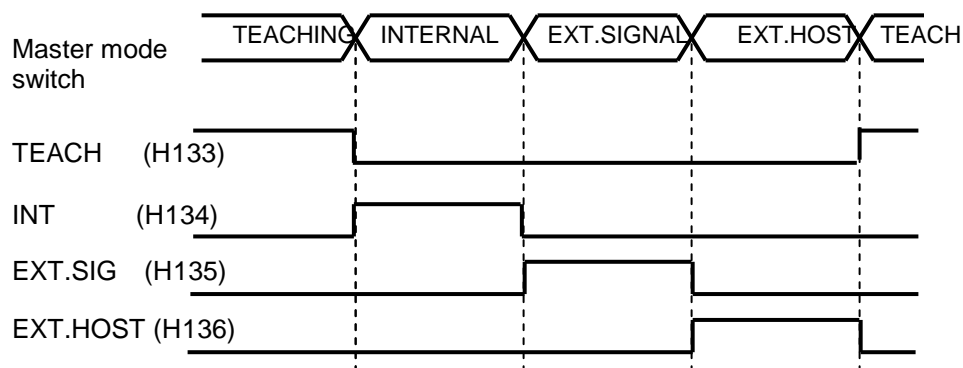 TEACHING INTERNAL EXT.SIGNAL EXT.HOST TEACH
Master mode
switch
TEACH (H133)
INT (H134)
EXT.SIG (H135)
EXT.HOST (H136)